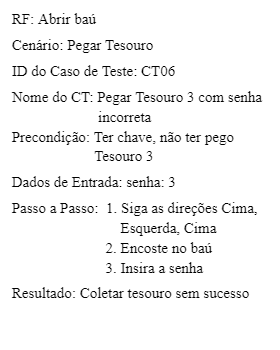 RF: Abrir baú
Cenário: Pegar Tesouro
ID do Caso de Teste: CT06
Nome do CT: Pegar Tesouro 3 com senha
incorreta
Precondição: Ter chave, não ter pego
Tesouro 3
Dados de Entrada: senha: 3
Passo a Passo: 1. Siga as direções Cima,
Esquerda, Cima
2. Encoste no baú
3. Insira a senha
Resultado: Coletar tesouro sem sucesso